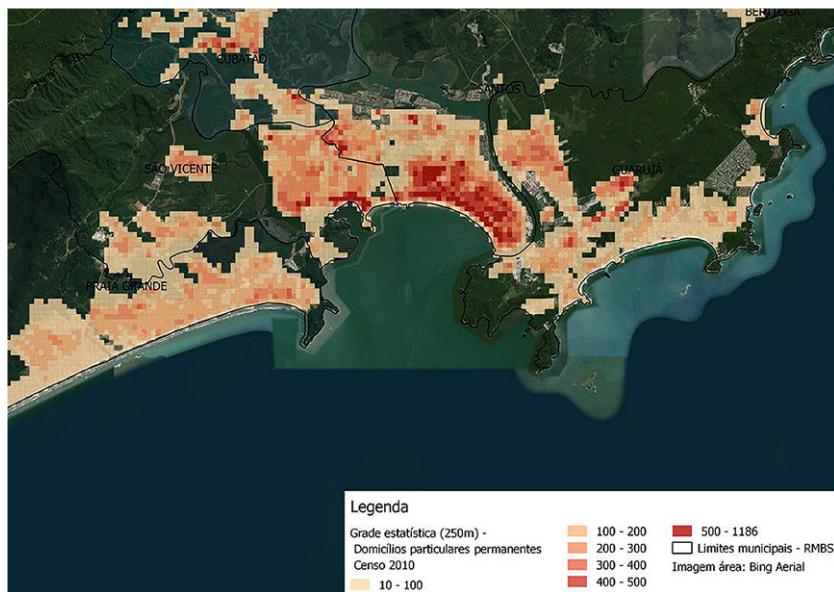 BERTIOGA
CUBATÃO
SANTOS
SÃO VICENTE
GUARUJÁ
PRAIA GRANDE
Legenda
Grade estatística (250m) -
Domicílios particulares permanentes
Censo 2010
10 - 100
100 - 200
200 - 300
300 - 400
400 - 500
500 - 1186
Limites municipais - RMBS
Imagem área: Bing Aerial